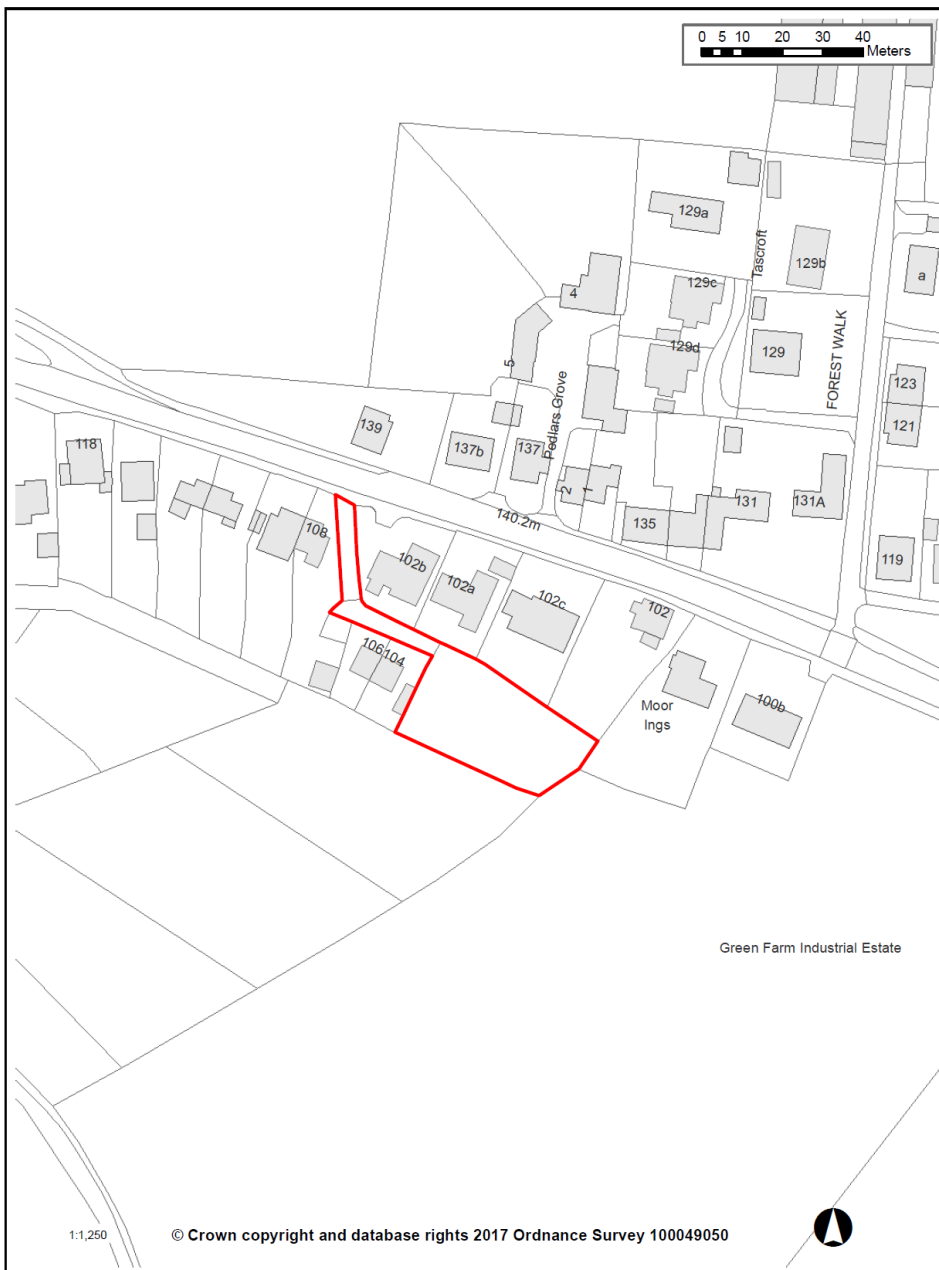 0 5 10 20 30 40
Meters
129a
Tascroft
129b
a
4
129c
129d
129
FOREST WALK
5
123
121
139
137b
137
Pedlars Grove
118
2
1
140.2m
135
131
131A
108
119
102b
102a
102c
102
106
104
Moor
Ings
100b
Green Farm Industrial Estate
1:1,250
© Crown copyright and database rights 2017 Ordnance Survey 100049050